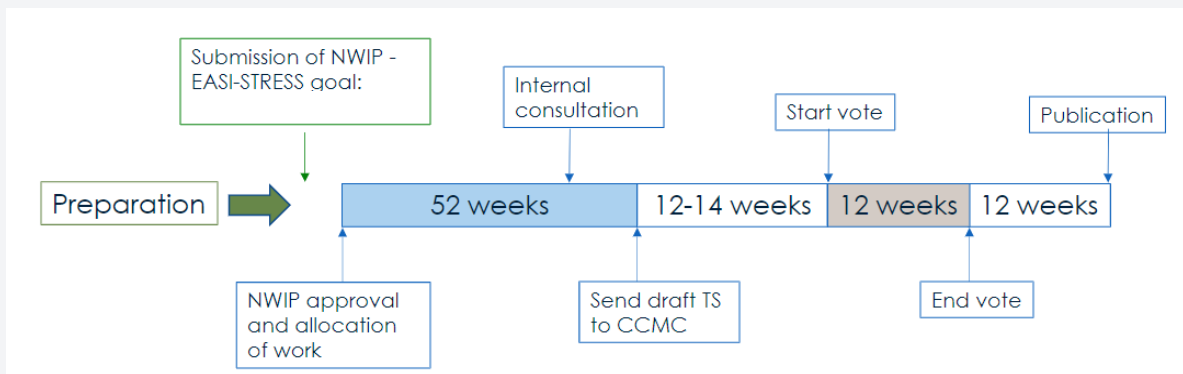 Submission of NWIP -
EASI-STRESS goal:
Internal
consultation
Start vote
Publication
Preparation
52 weeks
12-14 weeks
12 weeks
12 weeks
NWIP approval
and allocation
of work
Send draft TS
to CCMC
End vote